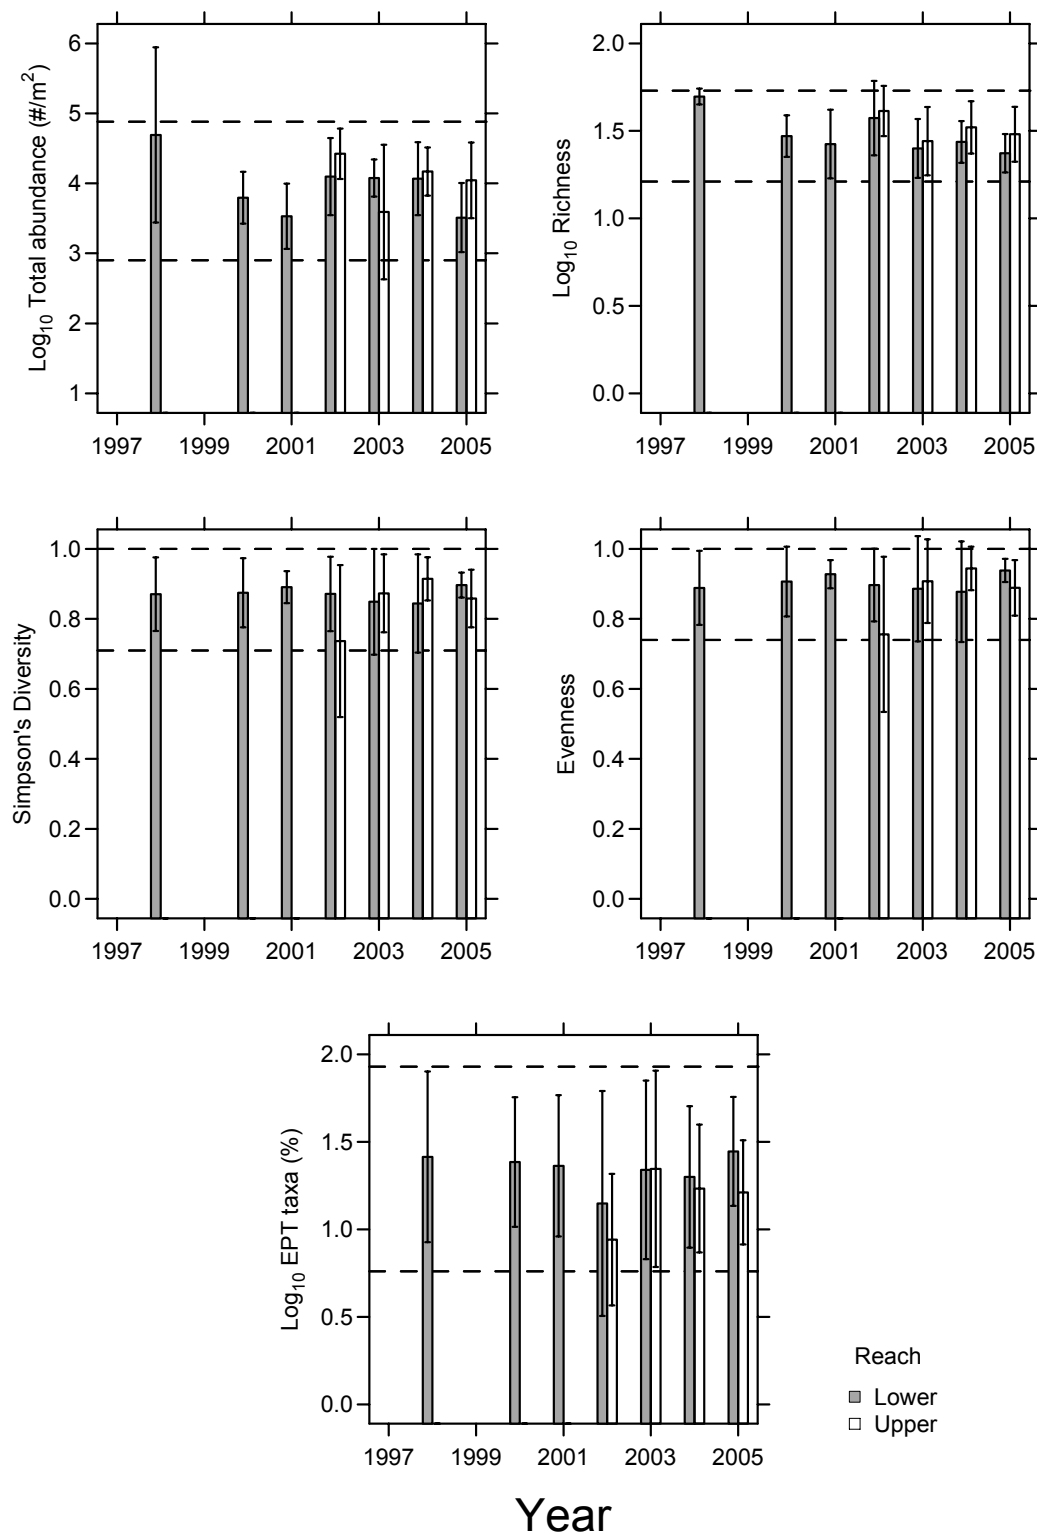 Log10 Total abundance (#/m2)
6
5
4
3
2
1
1997 1999 2001 2003 2005
Log10 Richness
2.0
1.5
1.0
0.5
0.0
1997 1999 2001 2003 2005
Simpson's Diversity
1.0
0.8
0.6
0.4
0.2
0.0
1997 1999 2001 2003 2005
Evenness
1.0
0.8
0.6
0.4
0.2
0.0
1997 1999 2001 2003 2005
Log10 EPT taxa (%)
2.0
1.5
1.0
0.5
0.0
1997 1999 2001 2003 2005
Reach
Lower
Upper
Year